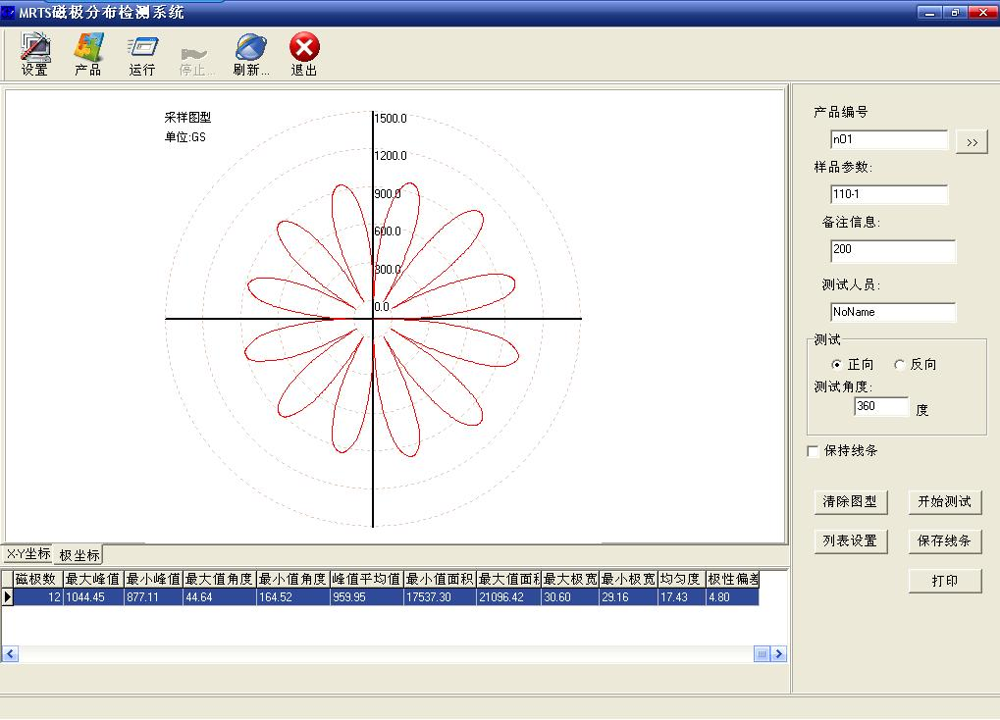 MRTS磁极分布检测系统
设置 产品 运行 停止... 刷新... 退出
采样图型
单位:GS
1500.0
1200.0
900.0
600.0
300.0
0.0
产品编号
n01 >>
样品参数:
110-1
备注信息:
200
测试人员:
NoName
测试
正向 反向
测试角度:
360 度
保持线条
清除图型 开始测试
列表设置 保存线条
打印
X-Y坐标 极坐标
磁极数 最大峰值 最小峰值 最大值角度 最小值角度 峰值平均值 最小值面积 最大值面积 最大极宽 最小极宽 均匀度 极性偏差
12 1044.45 877.11 44.64 164.52 959.95 17537.30 21096.42 30.60 29.16 17.43 4.80